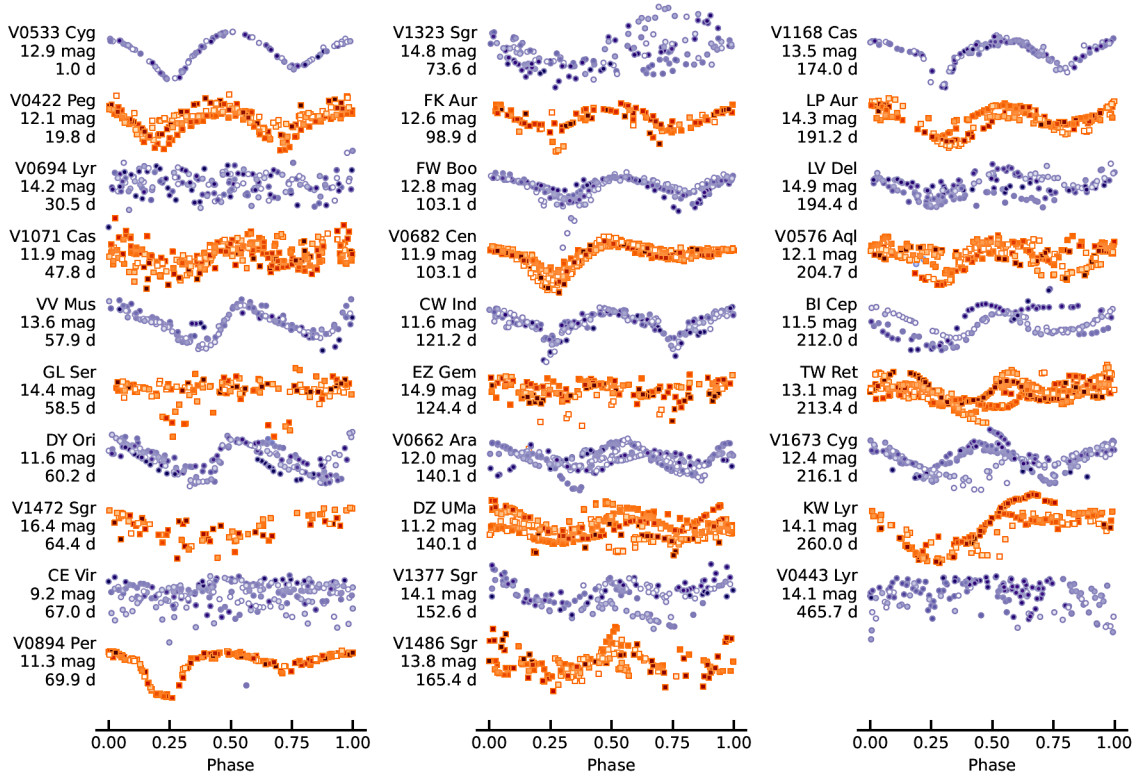 V0533 Cyg
12.9 mag
1.0 d
V0422 Peg
12.1 mag
19.8 d
V0694 Lyr
14.2 mag
30.5 d
V1071 Cas
11.9 mag
47.8 d
VV Mus
13.6 mag
57.9 d
GL Ser
14.4 mag
58.5 d
DY Ori
11.6 mag
60.2 d
V1472 Sgr
16.4 mag
64.4 d
CE Vir
9.2 mag
67.0 d
V0894 Per
11.3 mag
69.9 d
0.00 0.25 0.50 0.75 1.00
Phase
V1323 Sgr
14.8 mag
73.6 d
FK Aur
12.6 mag
98.9 d
FW Boo
12.8 mag
103.1 d
V0682 Cen
11.9 mag
103.1 d
CW Ind
11.6 mag
121.2 d
EZ Gem
14.9 mag
124.4 d
V0662 Ara
12.0 mag
140.1 d
DZ UMa
11.2 mag
140.1 d
V1377 Sgr
14.1 mag
152.6 d
V1486 Sgr
13.8 mag
165.4 d
0.00 0.25 0.50 0.75 1.00
Phase
V1168 Cas
13.5 mag
174.0 d
LP Aur
14.3 mag
191.2 d
LV Del
14.9 mag
194.4 d
V0576 Aql
12.1 mag
204.7 d
BI Cep
11.5 mag
212.0 d
TW Ret
13.1 mag
213.4 d
V1673 Cyg
12.4 mag
216.1 d
KW Lyr
14.1 mag
260.0 d
V0443 Lyr
14.1 mag
465.7 d
0.00 0.25 0.50 0.75 1.00
Phase